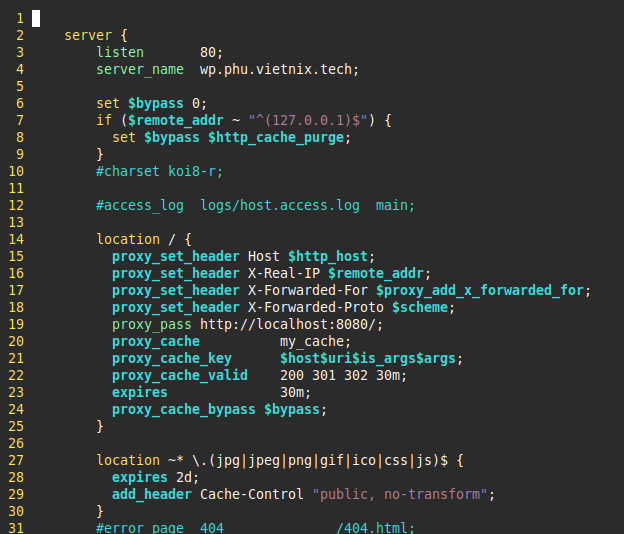 1
2 server {
3 listen 80;
4 server_name wp.phu.vietnix.tech;
5
6 set $bypass 0;
7 if ($remote_addr ~ "^(127.0.0.1)$") {
8 set $bypass $http_cache_purge;
9 }
10 #charset koi8-r;
11
12 #access_log logs/host.access.log main;
13
14 location / {
15 proxy_set_header Host $http_host;
16 proxy_set_header X-Real-IP $remote_addr;
17 proxy_set_header X-Forwarded-For $proxy_add_x_forwarded_for;
18 proxy_set_header X-Forwarded-Proto $scheme;
19 proxy_pass http://localhost:8080/;
20 proxy_cache my_cache;
21 proxy_cache_key $host$uri$is_args$args;
22 proxy_cache_valid 200 301 302 30m;
23 expires 30m;
24 proxy_cache_bypass $bypass;
25 }
26
27 location ~* \.(jpg|jpeg|png|gif|ico|css|js)$ {
28 expires 2d;
29 add_header Cache-Control "public, no-transform";
30 }
31 #error_page 404 /404.html;